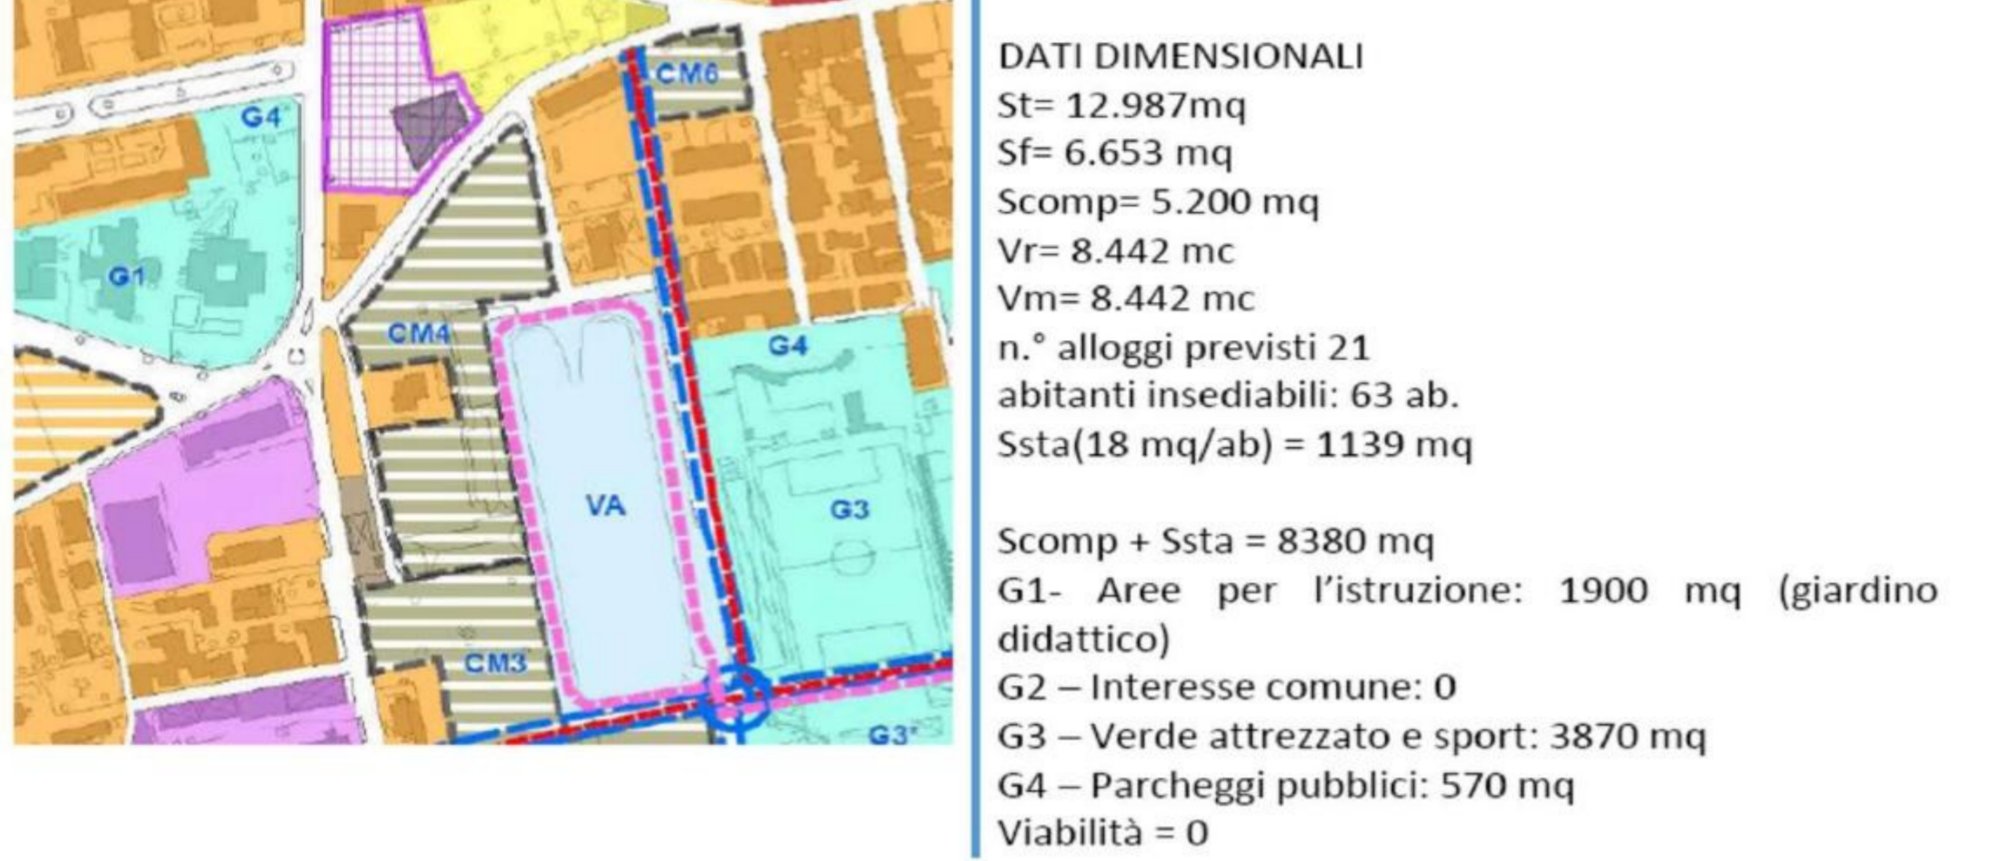 CM6
G4
G1
CM4
G4
VA
G3
CM3
G3*
DATI DIMENSIONALI
St= 12.987mq
Sf= 6.653 mq
Scomp= 5.200 mq
Vr= 8.442 mc
Vm= 8.442 mc
n.° alloggi previsti 21
abitanti insediabili: 63 ab.
Ssta(18 mq/ab) = 1139 mq
Scomp + Ssta = 8380 mq
G1- Aree per l’istruzione: 1900 mq (giardino
didattico)
G2 – Interesse comune: 0
G3 – Verde attrezzato e sport: 3870 mq
G4 – Parcheggi pubblici: 570 mq
Viabilità = 0